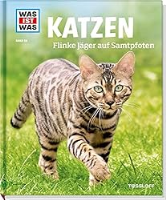 WAS
IST
WAS
KATZEN
Flinke Jäger auf Samtpfoten
TESSLOFF